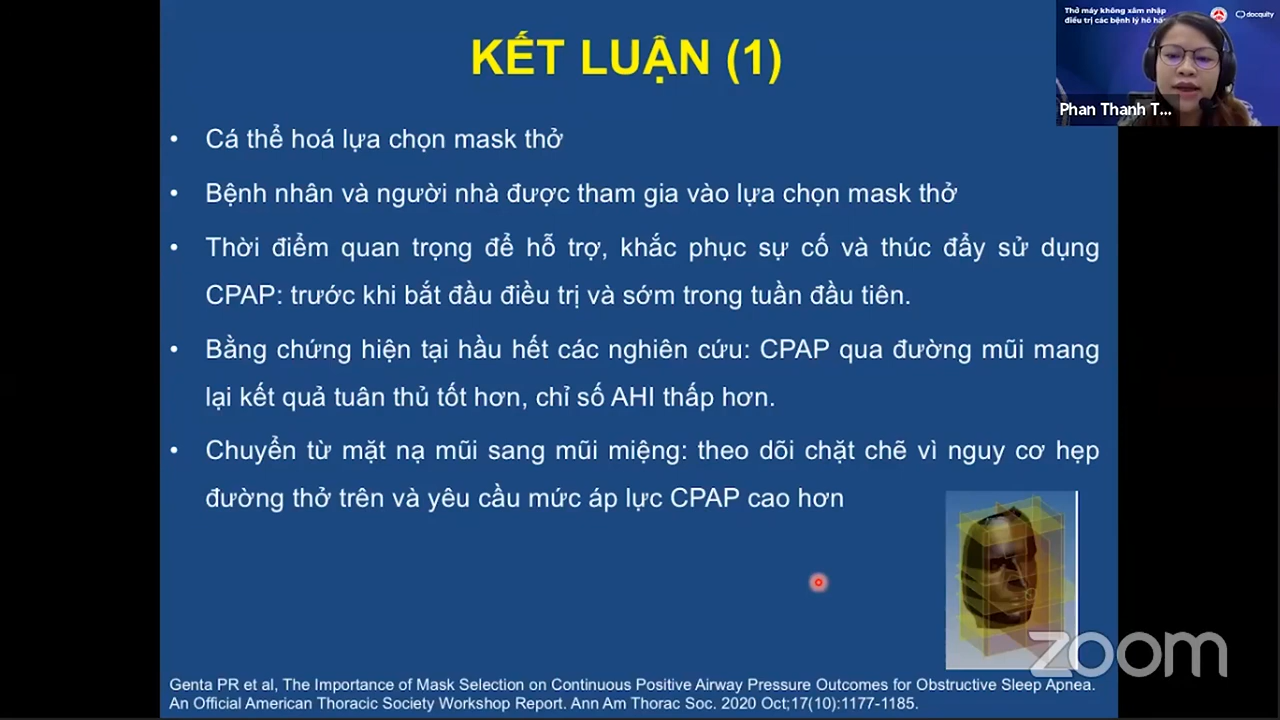 Thở máy không xâm nhập
điều trị các bệnh lý hô
docquity
Phan Thanh T...
KẾT LUẬN (1)
• Cá thể hoá lựa chọn mask thở
• Bệnh nhân và người nhà được tham gia vào lựa chọn mask thở
• Thời điểm quan trọng để hỗ trợ, khắc phục sự cố và thúc đẩy sử dụng
CPAP: trước khi bắt đầu điều trị và sớm trong tuần đầu tiên.
• Bằng chứng hiện tại hầu hết các nghiên cứu: CPAP qua đường mũi mang
lại kết quả tuân thủ tốt hơn, chỉ số AHI thấp hơn.
• Chuyển từ mặt nạ mũi sang mũi miệng: theo dõi chặt chẽ vì nguy cơ hẹp
đường thở trên và yêu cầu mức áp lực CPAP cao hơn
zoom
Genta PR et al, The Importance of Mask Selection on Continuous Positive Airway Pressure Outcomes for Obstructive Sleep Apnea.
An Official American Thoracic Society Workshop Report. Ann Am Thorac Soc. 2020 Oct;17(10):1177-1185.